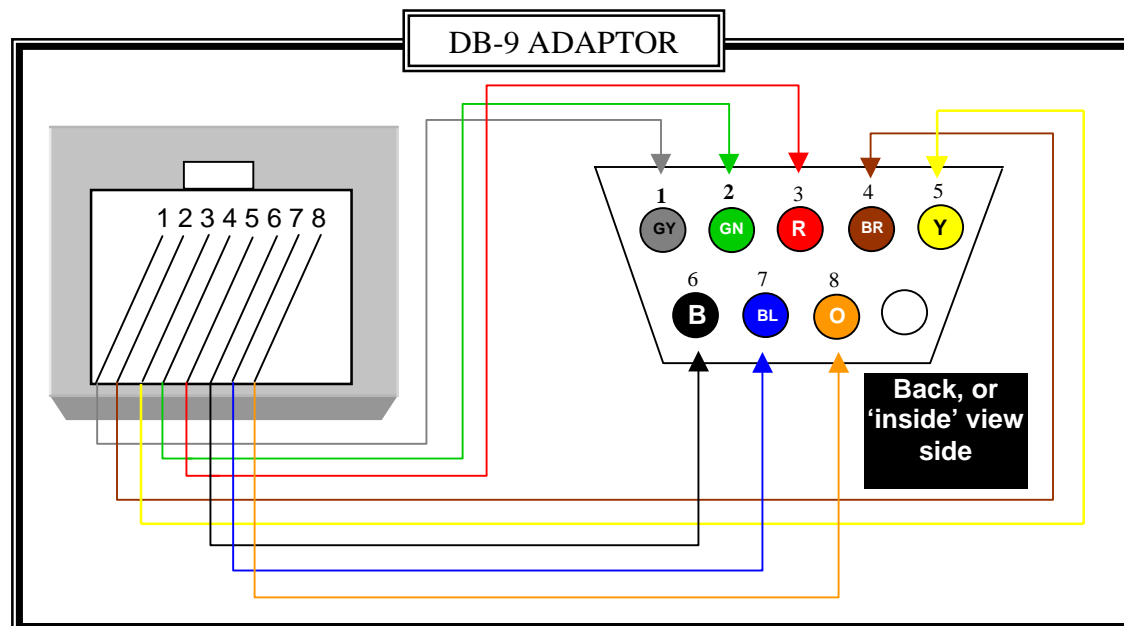 DB-9 ADAPTOR
1 2 3 4 5 6 7 8
1 2 3 4 5
GY GN R BR Y
6 7 8
B BL O
Back, or
‘inside’ view
side